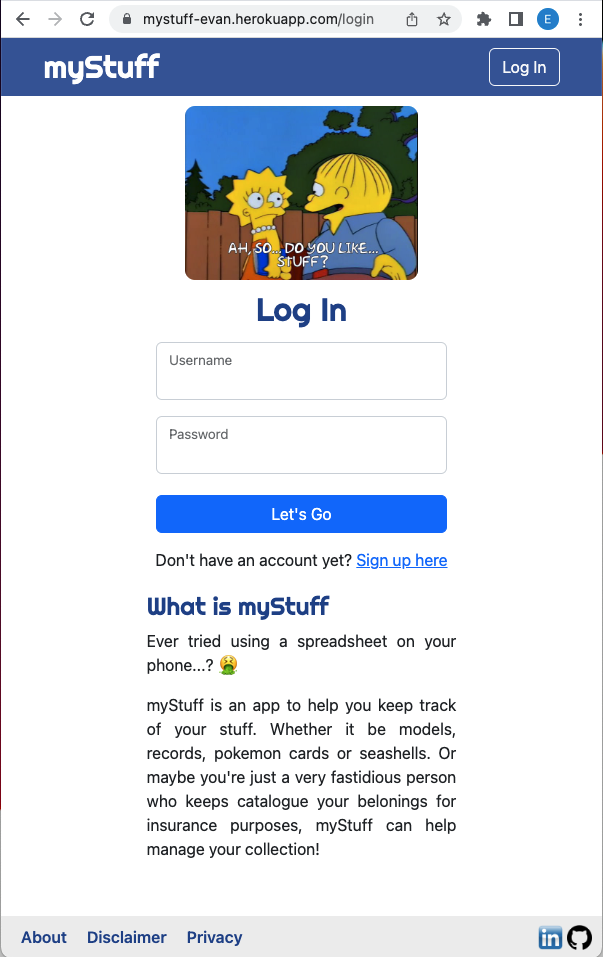 mystuff-evan.herokuapp.com/login
E
myStuff
Log In
AH, SO... DO YOU LIKE...
STUFF?
Log In
Username
Password
Let's Go
Don't have an account yet? Sign up here
What is myStuff
Ever tried using a spreadsheet on your
phone...? 🤮
myStuff is an app to help you keep track
of your stuff. Whether it be models,
records, pokemon cards or seashells. Or
maybe you're just a very fastidious person
who keeps catalogue your belonings for
insurance purposes, myStuff can help
manage your collection!
About Disclaimer Privacy
in